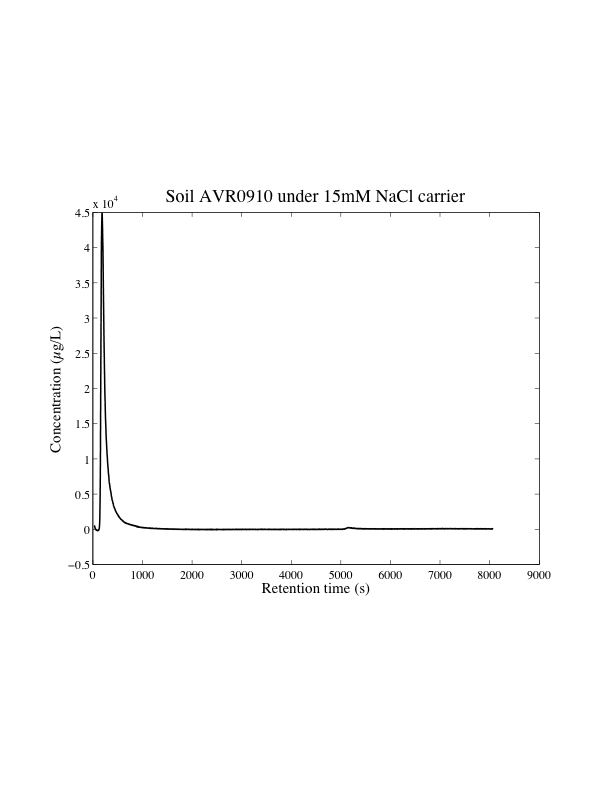 Soil AVR0910 under 15mM NaCl carrier
x 10^4
4.5
4
3.5
3
2.5
2
1.5
1
0.5
0
−0.5
Concentration (μg/L)
0 1000 2000 3000 4000 5000 6000 7000 8000 9000
Retention time (s)